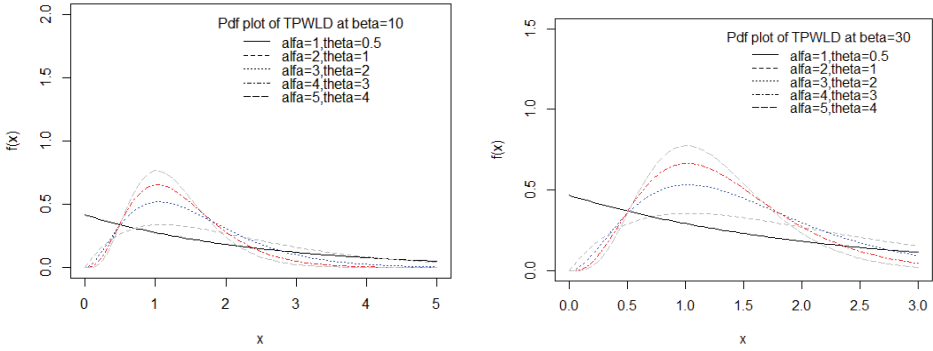 Pdf plot of TPWLD at beta=10
alfa=1,theta=0.5
alfa=2,theta=1
alfa=3,theta=2
alfa=4,theta=3
alfa=5,theta=4
f(x)
2.0
1.5
1.0
0.5
0.0
0 1 2 3 4 5
x
Pdf plot of TPWLD at beta=30
alfa=1,theta=0.5
alfa=2,theta=1
alfa=3,theta=2
alfa=4,theta=3
alfa=5,theta=4
f(x)
1.5
1.0
0.5
0.0
0.0 0.5 1.0 1.5 2.0 2.5 3.0
x